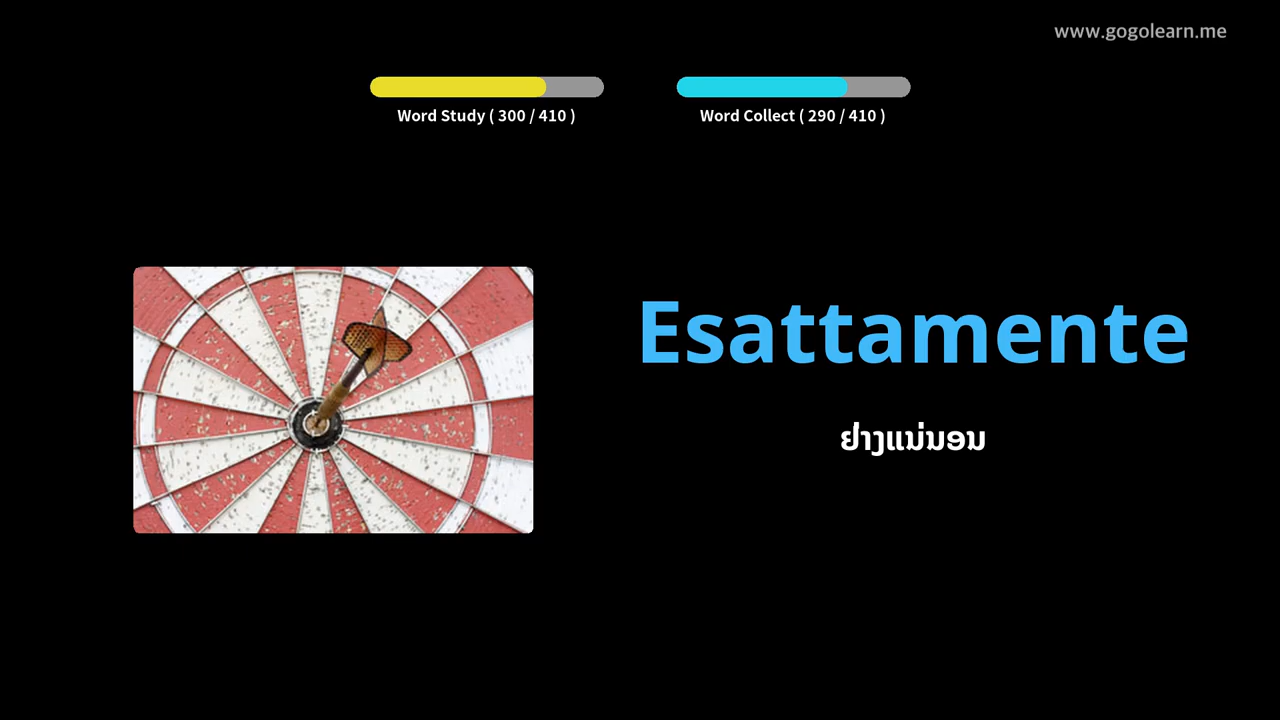 www.gogolearn.me
Word Study ( 300 / 410 )
Word Collect ( 290 / 410 )
Esattamente
ຢ່າງແນ່ນອນ